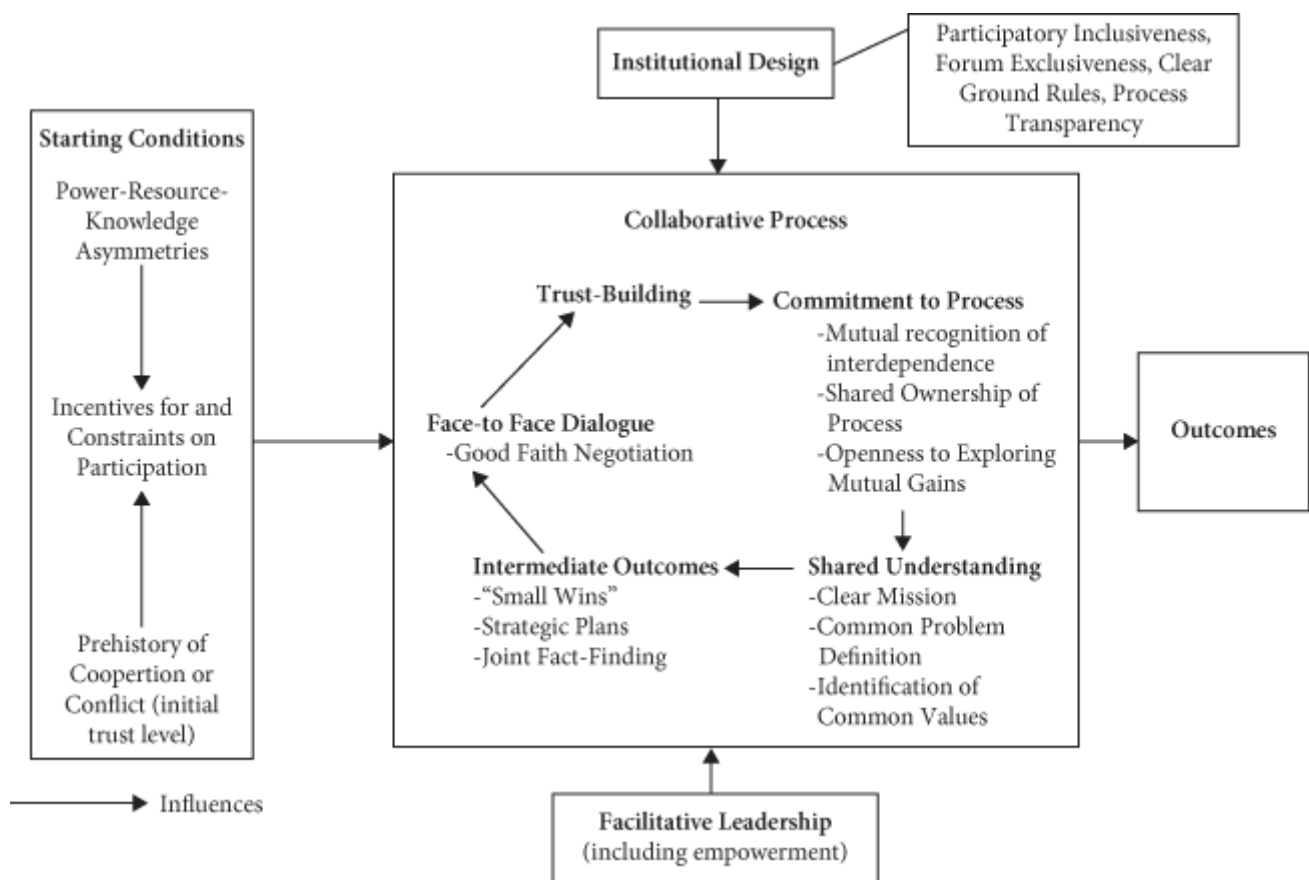 Institutional Design
Participatory Inclusiveness,
Forum Exclusiveness, Clear
Ground Rules, Process
Transparency
Starting Conditions
Power-Resource-
Knowledge
Asymmetries
Incentives for and
Constraints on
Participation
Prehistory of
Coopertion or
Conflict (initial
trust level)
Collaborative Process
Trust-Building
Commitment to Process
-Mutual recognition of
interdependence
-Shared Ownership of
Process
-Openness to Exploring
Mutual Gains
Face-to Face Dialogue
-Good Faith Negotiation
Intermediate Outcomes
-“Small Wins”
-Strategic Plans
-Joint Fact-Finding
Shared Understanding
-Clear Mission
-Common Problem
Definition
-Identification of
Common Values
Outcomes
Influences
Facilitative Leadership
(including empowerment)